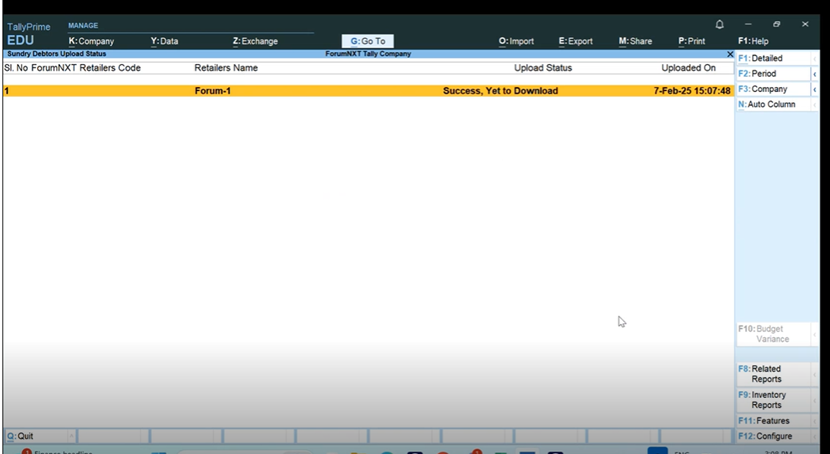 TallyPrime
MANAGE
EDU
K:Company Y:Data Z:Exchange G:Go To O:Import E:Export M:Share P:Print F1:Help
Sundry Debtors Upload Status ForumNXT Tally Company
Sl. No ForumNXT Retailers Code Retailers Name Upload Status Uploaded On
1 Forum-1 Success, Yet to Download 7-Feb-25 15:07:48
F1:Detailed
F2:Period
F3:Company
N:Auto Column
F10:Budget
Variance
F8:Related
Reports
F9:Inventory
Reports
F11:Features
F12:Configure
Q:Quit